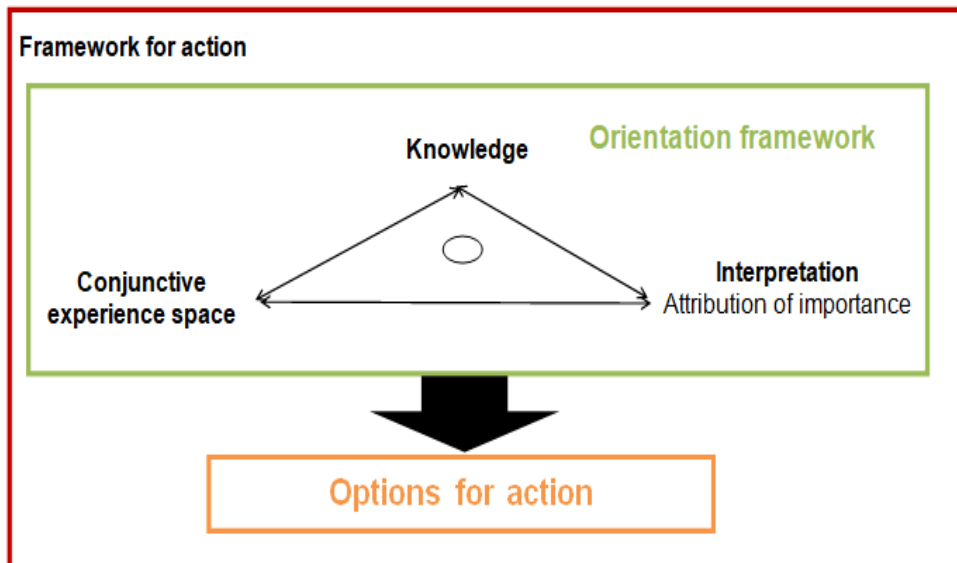 Framework for action
Orientation framework
Knowledge
Conjunctive
experience space
Interpretation
Attribution of importance
Options for action